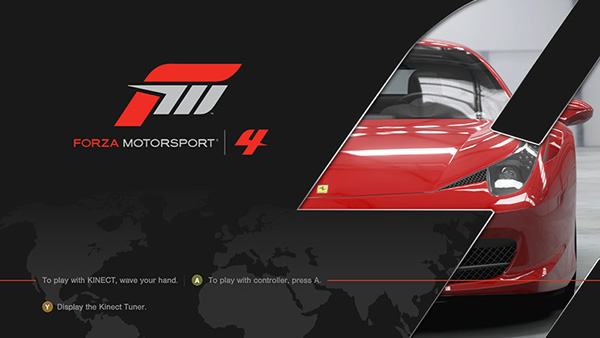 FORZA MOTORSPORT® 4
To play with KINECT, wave your hand. A To play with controller, press A.
Y Display the Kinect Tuner.